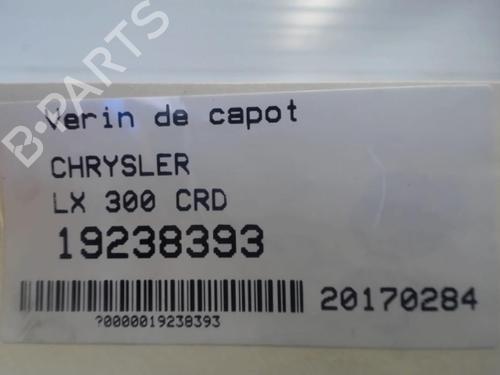 B-PARTS
Verin de capot
CHRYSLER
LX 300 CRD
19238393
20170284
?0000019238393